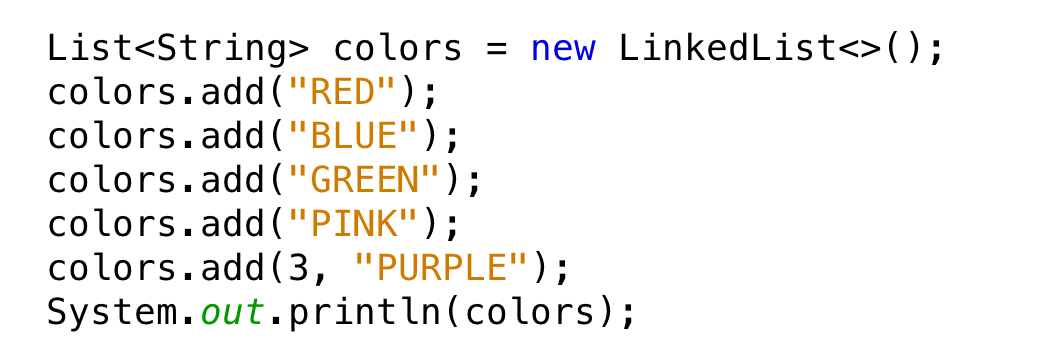 List<String> colors = new LinkedList<>();
colors.add("RED");
colors.add("BLUE");
colors.add("GREEN");
colors.add("PINK");
colors.add(3, "PURPLE");
System.out.println(colors);